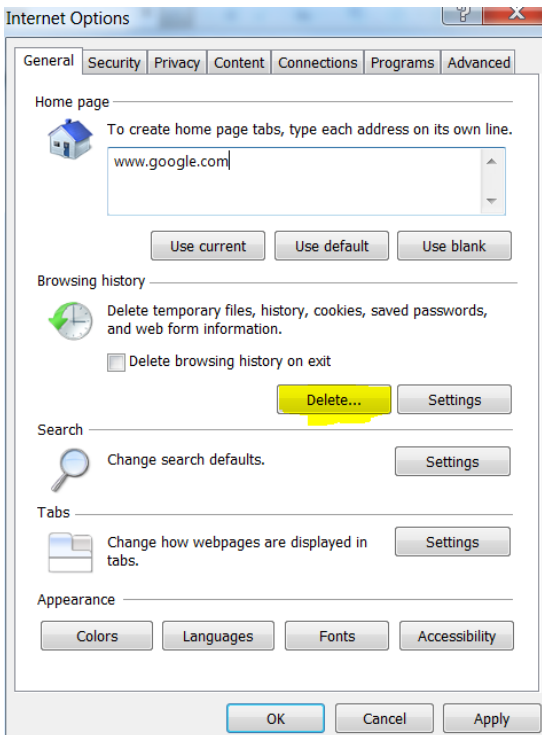 Internet Options
General Security Privacy Content Connections Programs Advanced
Home page
To create home page tabs, type each address on its own line.
www.google.com
Use current Use default Use blank
Browsing history
Delete temporary files, history, cookies, saved passwords,
and web form information.
Delete browsing history on exit
Delete... Settings
Search
Change search defaults. Settings
Tabs
Change how webpages are displayed in Settings
tabs.
Appearance
Colors Languages Fonts Accessibility
OK Cancel Apply